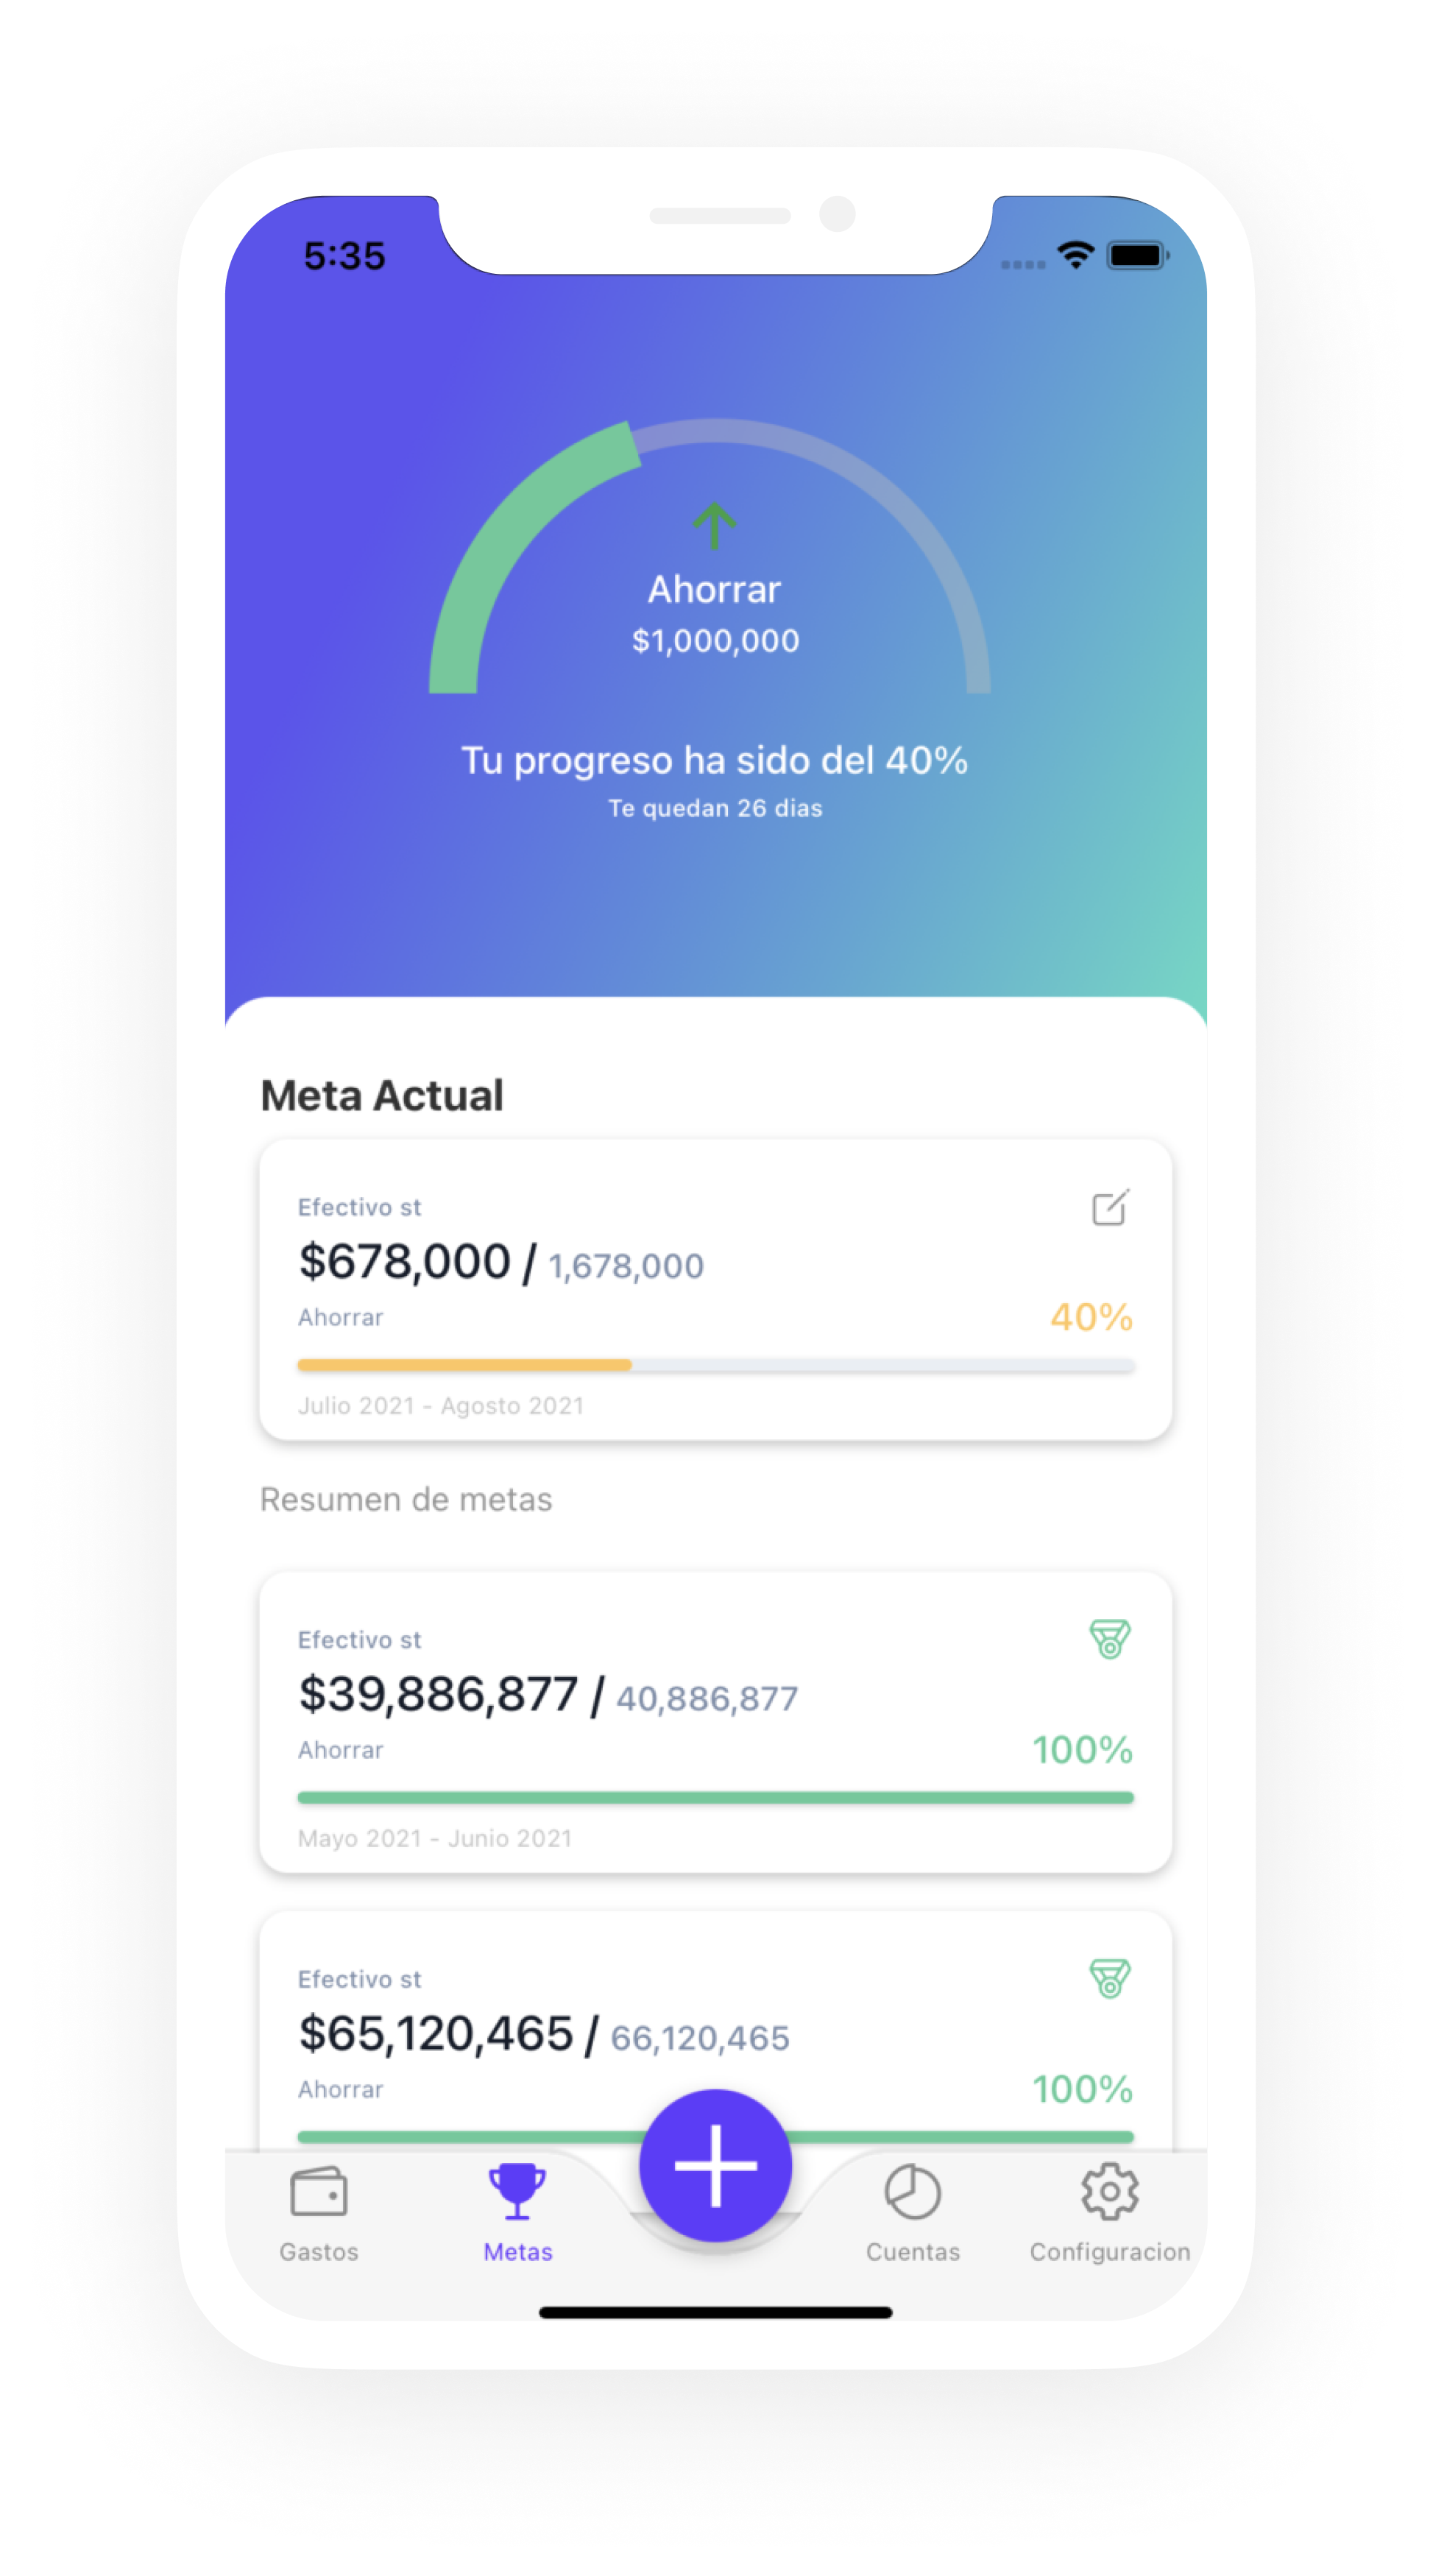 5:35
Ahorrar
$1,000,000
Tu progreso ha sido del 40%
Te quedan 26 dias
Meta Actual
Efectivo st
$678,000 / 1,678,000
Ahorrar
40%
Julio 2021 - Agosto 2021
Resumen de metas
Efectivo st
$39,886,877 / 40,886,877
Ahorrar
100%
Mayo 2021 - Junio 2021
Efectivo st
$65,120,465 / 66,120,465
Ahorrar
100%
Gastos
Metas
Cuentas
Configuracion